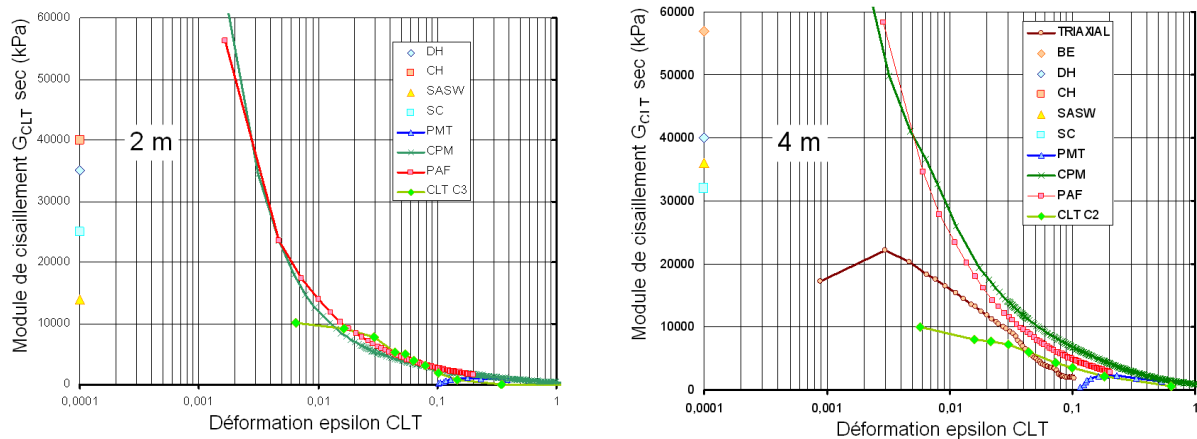 Module de cisaillement G CLT sec (kPa)
60000
50000
40000
30000
20000
10000
0
0,0001
0,001
0,01
0,1
1
Déformation epsilon CLT
2 m
DH
CH
SASW
SC
PMT
CPM
PAF
CLT C3
Module de cisaillement G CLT sec (kPa)
60000
50000
40000
30000
20000
10000
0
0,0001
0,001
0,01
0,1
1
Déformation epsilon CLT
4 m
TRIAXIAL
BE
DH
CH
SASW
SC
PMT
CPM
PAF
CLT C2